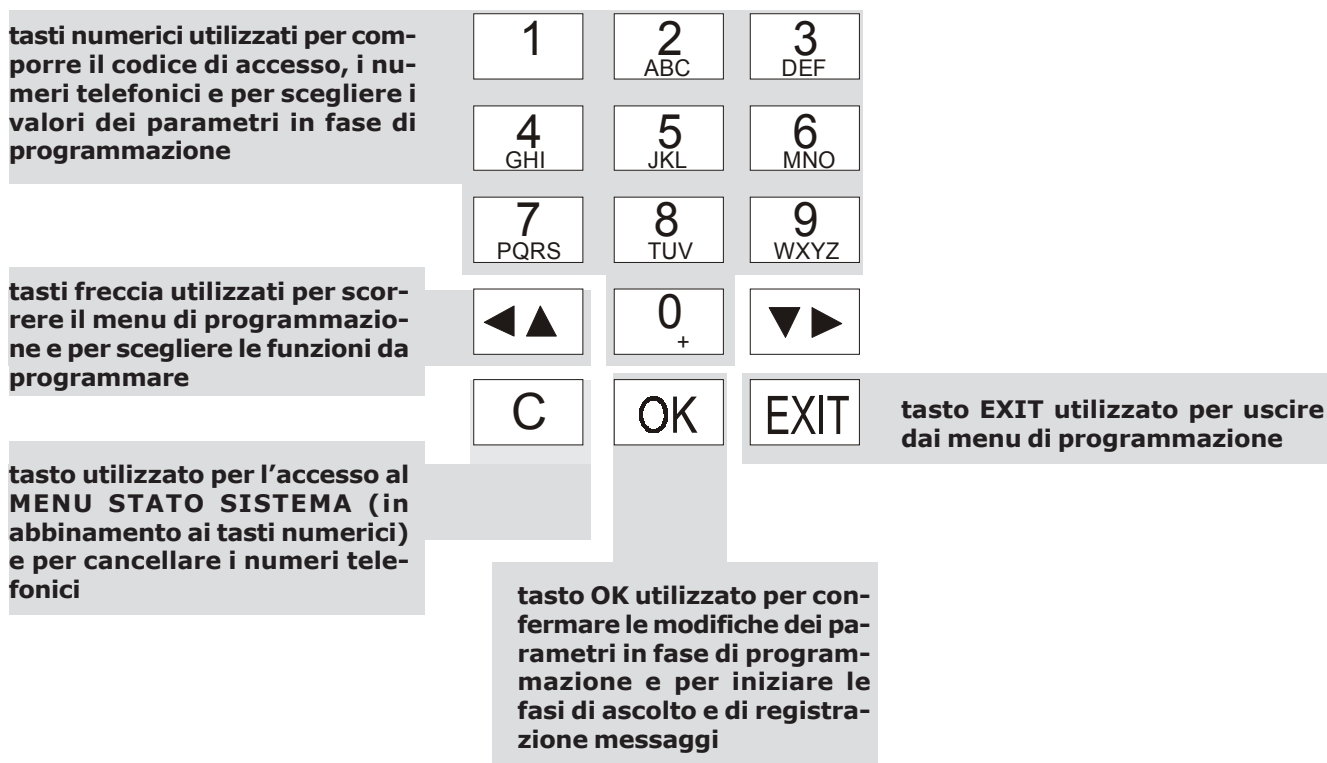 tasti numerici utilizzati per com-
porre il codice di accesso, i nu-
meri telefonici e per scegliere i
valori dei parametri in fase di
programmazione
1
2
ABC
3
DEF
4
GHI
5
JKL
6
MNO
7
PQRS
8
TUV
9
WXYZ
tasti freccia utilizzati per scor-
rere il menu di programmazio-
ne e per scegliere le funzioni da
programmare
◄▲
0
+
▼►
C
OK
EXIT
tasto EXIT utilizzato per uscire
dai menu di programmazione
tasto utilizzato per l’accesso al
MENU STATO SISTEMA (in
abbinamento ai tasti numerici)
e per cancellare i numeri tele-
fonici
tasto OK utilizzato per con-
fermare le modifiche dei pa-
rametri in fase di program-
mazione e per iniziare le
fasi di ascolto e di registra-
zione messaggi